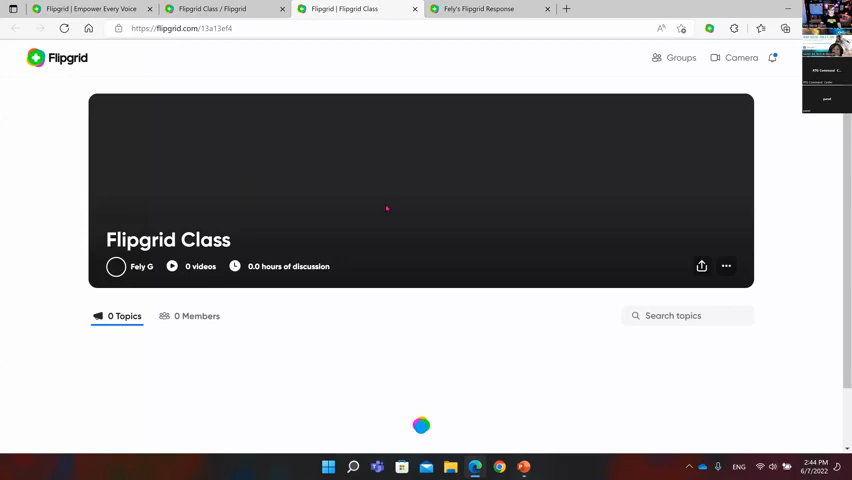 Flipgrid | Empower Every Voice
Flipgrid Class / Flipgrid
Flipgrid | Flipgrid Class
Fely's Flipgrid Response
https://flipgrid.com/13a13ef4
Flipgrid
Groups
Camera
Flipgrid Class
Fely G
0 videos
0.0 hours of discussion
0 Topics
0 Members
Search topics
ENG
2:44 PM
6/7/2022